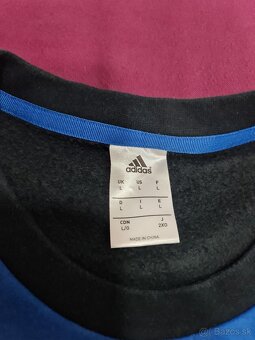 adidas
UK US F
L L L
D I E
L L L
CDN J
L/G 2XO
MADE IN CHINA
Bazos.sk